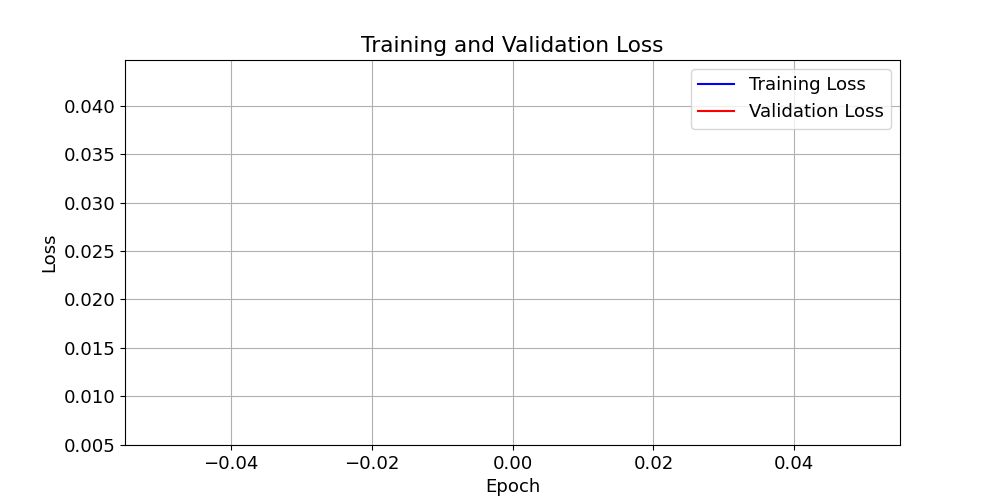 Training and Validation Loss
Training Loss
Validation Loss
0.040
0.035
0.030
0.025
0.020
0.015
0.010
0.005
Loss
−0.04 −0.02 0.00 0.02 0.04
Epoch